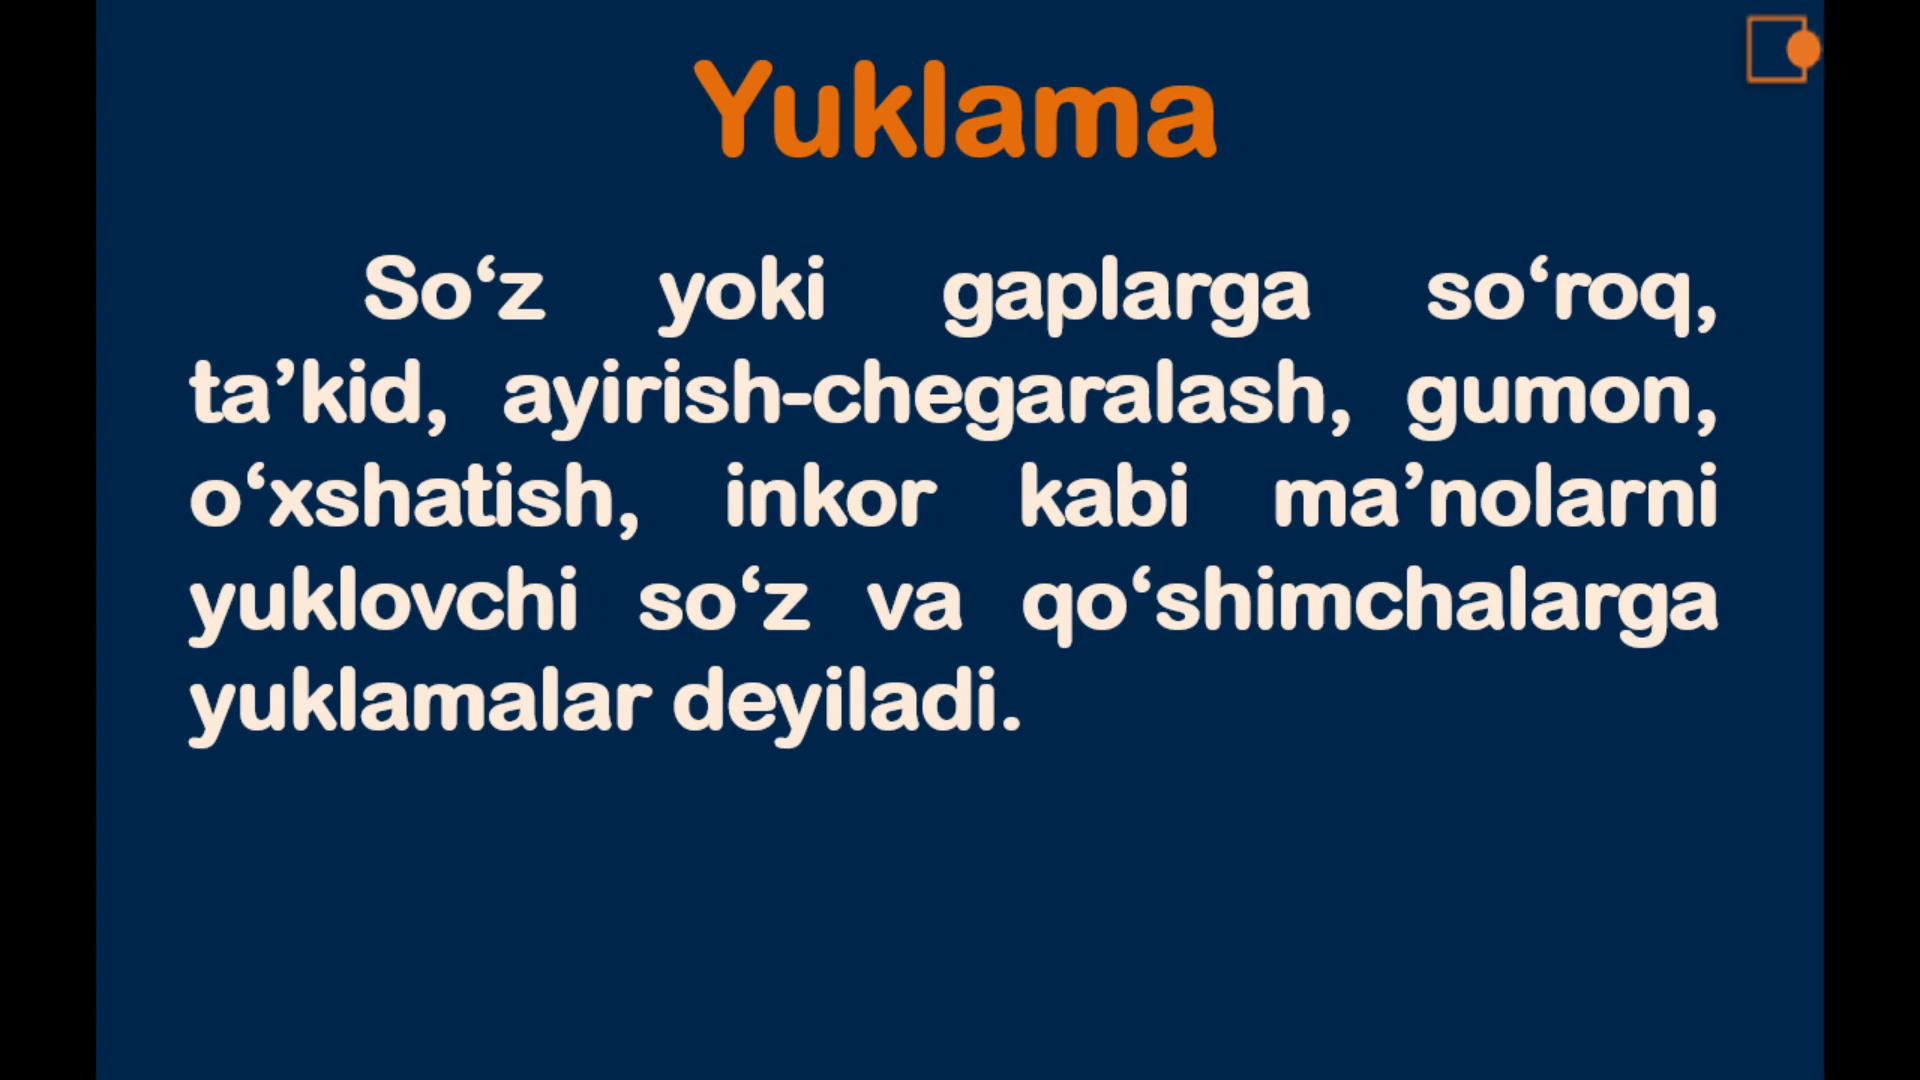 Yuklama
So‘z yoki gaplarga so‘roq,
ta’kid, ayirish-chegaralash, gumon,
o‘xshatish, inkor kabi ma’nolarni
yuklovchi so‘z va qo‘shimchalarga
yuklamalar deyiladi.